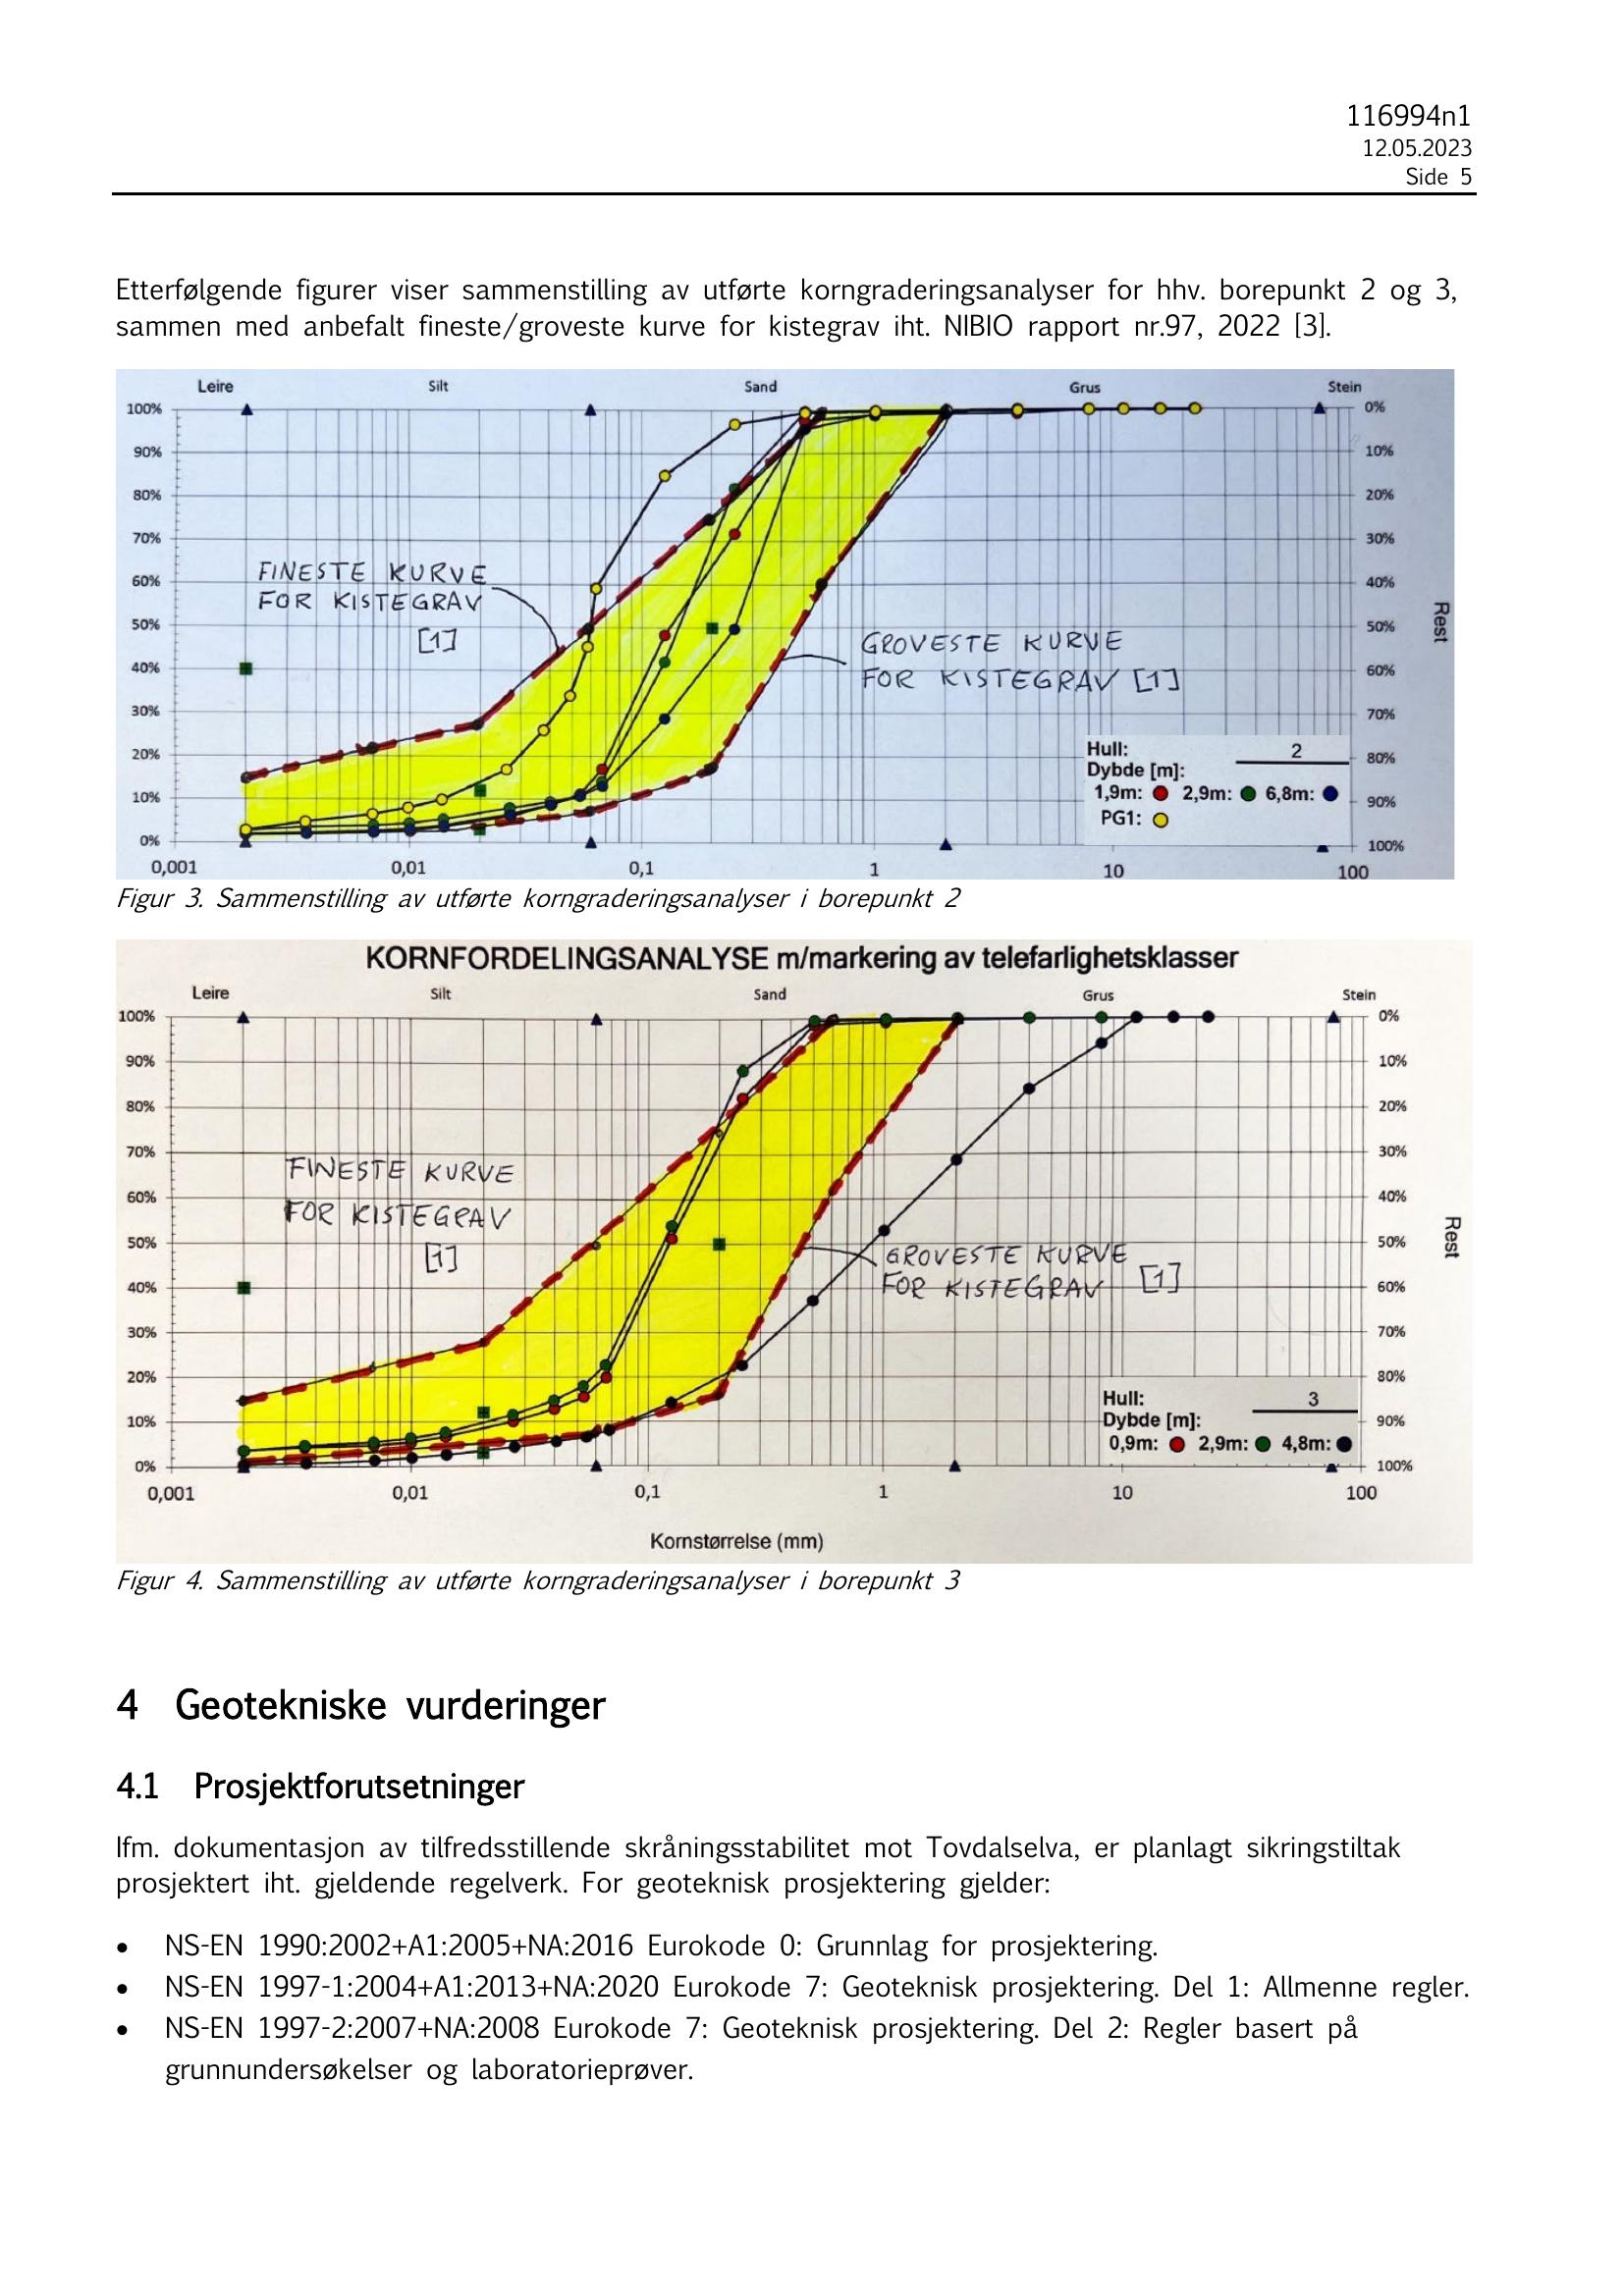 116994n1
12.05.2023
Side 5
Etterfølgende figurer viser sammenstilling av utførte korngraderingsanalyser for hhv. borepunkt 2 og 3,
sammen med anbefalt fineste/groveste kurve for kistegrav iht. NIBIO rapport nr.97, 2022 [3].
Leire Silt Sand Grus Stein
100% 0%
90% 10%
80% 20%
70% 30%
60% 40%
50% 50%
40% 60%
30% 70%
20% 80%
10% 90%
0% 100%
Rest
FINESTE KURVE
FOR KISTEGRAV
[1]
GROVESTE KURVE
FOR KISTEGRAV [1]
Hull: 2
Dybde [m]:
1,9m: 2,9m: 6,8m:
PG1:
0,001 0,01 0,1 1 10 100
Figur 3. Sammenstilling av utførte korngraderingsanalyser i borepunkt 2
KORNFORDELINGSANALYSE m/markering av telefarlighetsklasser
Leire Silt Sand Grus Stein
100% 0%
90% 10%
80% 20%
70% 30%
60% 40%
50% 50%
40% 60%
30% 70%
20% 80%
10% 90%
0% 100%
Rest
FINESTE KURVE
FOR KISTEGRAV
[1]
GROVESTE KURVE
FOR KISTEGRAV [1]
Hull: 3
Dybde [m]:
0,9m: 2,9m: 4,8m:
0,001 0,01 0,1 1 10 100
Kornstørrelse (mm)
Figur 4. Sammenstilling av utførte korngraderingsanalyser i borepunkt 3
4 Geotekniske vurderinger
4.1 Prosjektforutsetninger
Ifm. dokumentasjon av tilfredsstillende skråningsstabilitet mot Tovdalselva, er planlagt sikringstiltak
prosjektert iht. gjeldende regelverk. For geoteknisk prosjektering gjelder:
• NS-EN 1990:2002+A1:2005+NA:2016 Eurokode 0: Grunnlag for prosjektering.
• NS-EN 1997-1:2004+A1:2013+NA:2020 Eurokode 7: Geoteknisk prosjektering. Del 1: Allmenne regler.
• NS-EN 1997-2:2007+NA:2008 Eurokode 7: Geoteknisk prosjektering. Del 2: Regler basert på
grunnundersøkelser og laboratorieprøver.